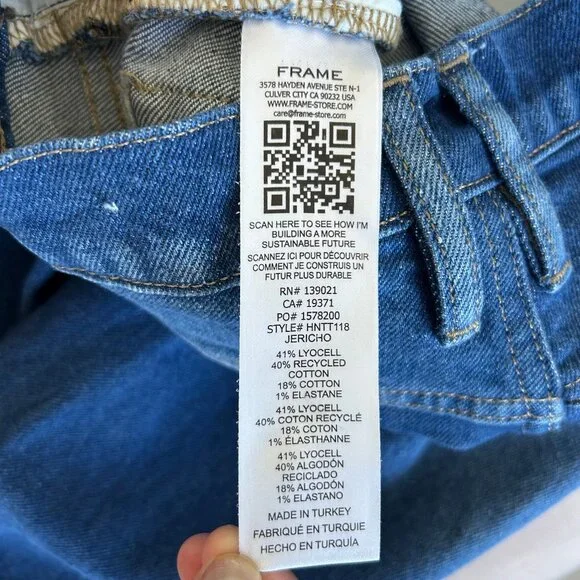 FRAME
3578 HAYDEN AVENUE STE N-1
CULVER CITY CA 90232 USA
WWW.FRAME-STORE.COM
care@frame-store.com
SCAN HERE TO SEE HOW I'M
BUILDING A MORE
SUSTAINABLE FUTURE
SCANNEZ ICI POUR DÉCOUVRIR
COMMENT JE CONSTRUIS UN
FUTUR PLUS DURABLE
RN# 139021
CA# 19371
PO# 1578200
STYLE# HNTT118
JERICHO
41% LYOCELL
40% RECYCLED
COTTON
18% COTTON
1% ELASTANE
41% LYOCELL
40% COTON RECYCLÉ
18% COTON
1% ÉLASTHANNE
41% LYOCELL
40% ALGODÓN
RECICLADO
18% ALGODÓN
1% ELASTANO
MADE IN TURKEY
FABRIQUÉ EN TURQUIE
HECHO EN TURQUÍA